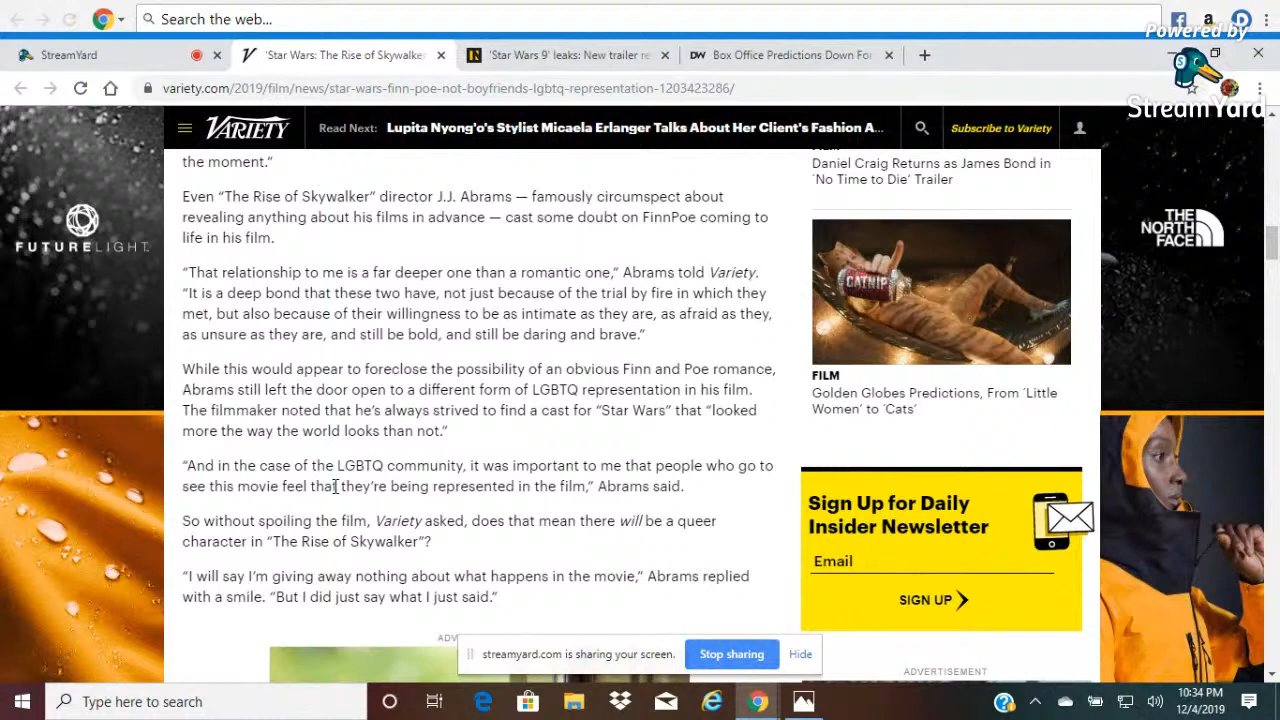 Search the web...
Powered by
StreamYard
StreamYard
'Star Wars: The Rise of Skywalker
'Star Wars 9' leaks: New trailer re
DW
Box Office Predictions Down For
variety.com/2019/film/news/star-wars-finn-poe-not-boyfriends-lgbtq-representation-1203423286/
VARIETY
Read Next: Lupita Nyong'o's Stylist Micaela Erlanger Talks About Her Client's Fashion A...
Subscribe to Variety
the moment.”
Even “The Rise of Skywalker” director J.J. Abrams — famously circumspect about
revealing anything about his films in advance — cast some doubt on FinnPoe coming to
life in his film.
“That relationship to me is a far deeper one than a romantic one,” Abrams told Variety.
“It is a deep bond that these two have, not just because of the trial by fire in which they
met, but also because of their willingness to be as intimate as they are, as afraid as they,
as unsure as they are, and still be bold, and still be daring and brave.”
While this would appear to foreclose the possibility of an obvious Finn and Poe romance,
Abrams still left the door open to a different form of LGBTQ representation in his film.
The filmmaker noted that he's always strived to find a cast for “Star Wars” that “looked
more the way the world looks than not.”
“And in the case of the LGBTQ community, it was important to me that people who go to
see this movie feel that they're being represented in the film,” Abrams said.
So without spoiling the film, Variety asked, does that mean there will be a queer
character in “The Rise of Skywalker”?
“I will say I'm giving away nothing about what happens in the movie,” Abrams replied
with a smile. “But I did just say what I just said.”
FILM
Daniel Craig Returns as James Bond in
'No Time to Die' Trailer
CATNIP
FILM
Golden Globes Predictions, From 'Little
Women' to 'Cats'
Sign Up for Daily
Insider Newsletter
Email
SIGN UP
ADVERTISEMENT
FUTURELIGHT
THE
NORTH
FACE
ADV
streamyard.com is sharing your screen.
Stop sharing
Hide
Type here to search
10:34 PM
12/4/2019